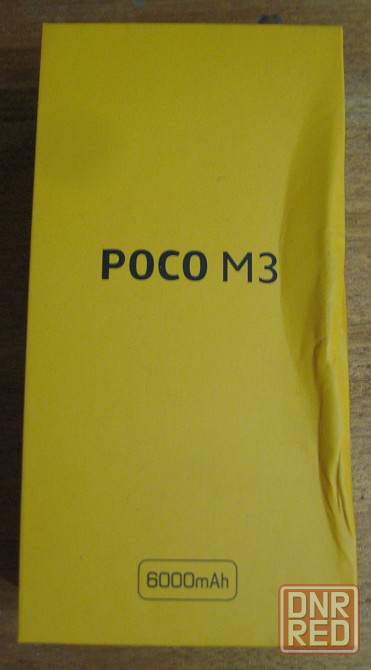 POCO M3
6000mAh
DNR
RED